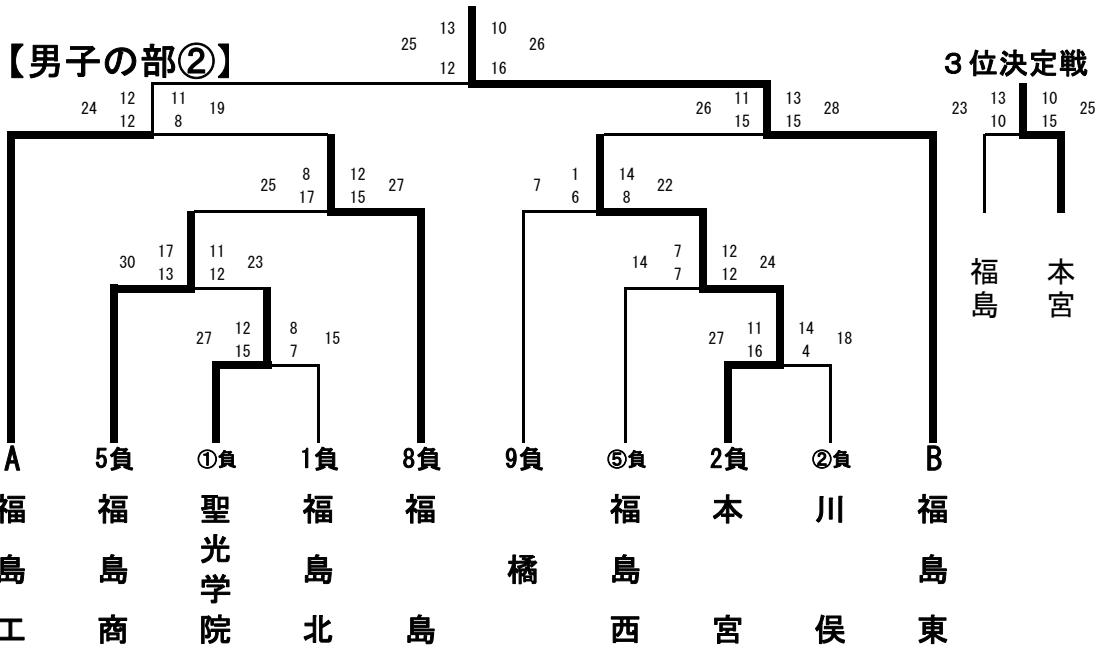 13 10
25 26
【男子の部②】
12 16
３位決定戦
24 12 11 19
12 8
26 11 13 28
15 15
23 13 10 25
10 15
25 8 12 27
17 15
7 1 14 22
6 8
30 17 11 23
13 12
14 7 12 24
7 12
福島
本宮
27 12 8 15
15 7
27 11 14 18
16 4
A 5負 ①負 1負 8負 9負 ⑤負 2負 ②負 B
福島工
福島商
聖光学院
福島北
福島
橘
福島西
本宮
川俣
福島東